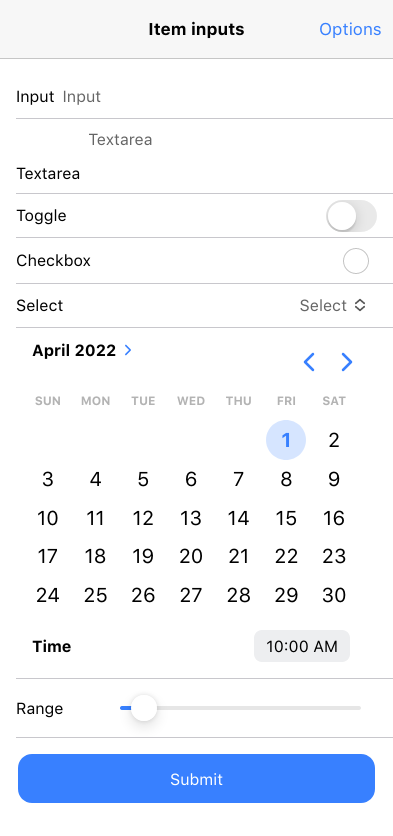 Item inputs Options
Input Input
Textarea
Textarea
Toggle
Checkbox
Select Select
April 2022
SUN MON TUE WED THU FRI SAT
1 2
3 4 5 6 7 8 9
10 11 12 13 14 15 16
17 18 19 20 21 22 23
24 25 26 27 28 29 30
Time 10:00 AM
Range
Submit